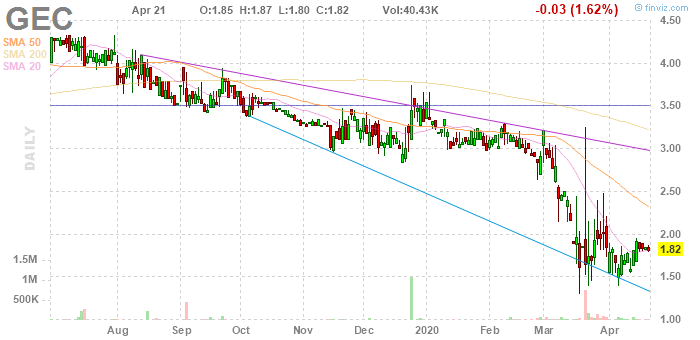 GEC
Apr 21
O:1.85 H:1.87 L:1.80 C:1.82 Vol:40.43K
-0.03 (1.62%)
© finviz.com
SMA 50
SMA 200
SMA 20
DAILY
4.50
4.00
3.50
3.00
2.50
2.00
1.82
1.50
1.00
1.5M
1M
500K
Aug Sep Oct Nov Dec 2020 Feb Mar Apr